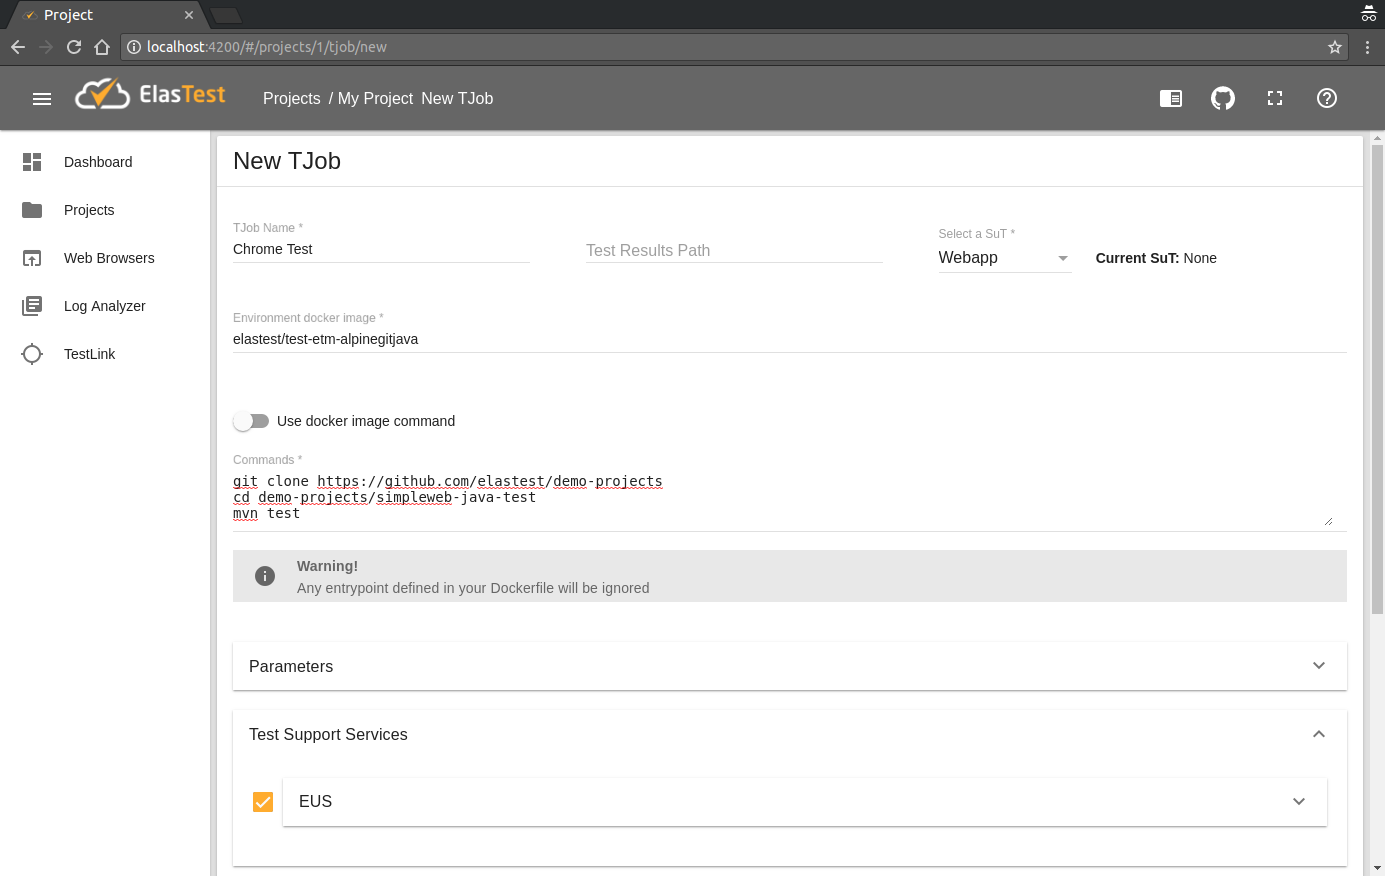 Project
localhost:4200/#/projects/1/tjob/new
ElasTest
Projects / My Project New TJob
Dashboard
Projects
Web Browsers
Log Analyzer
TestLink
New TJob
TJob Name *
Chrome Test
Test Results Path
Select a SuT *
Webapp
Current SuT: None
Environment docker image *
elastest/test-etm-alpinegitjava
Use docker image command
Commands *
git clone https://github.com/elastest/demo-projects
cd demo-projects/simpleweb-java-test
mvn test
Warning!
Any entrypoint defined in your Dockerfile will be ignored
Parameters
Test Support Services
EUS